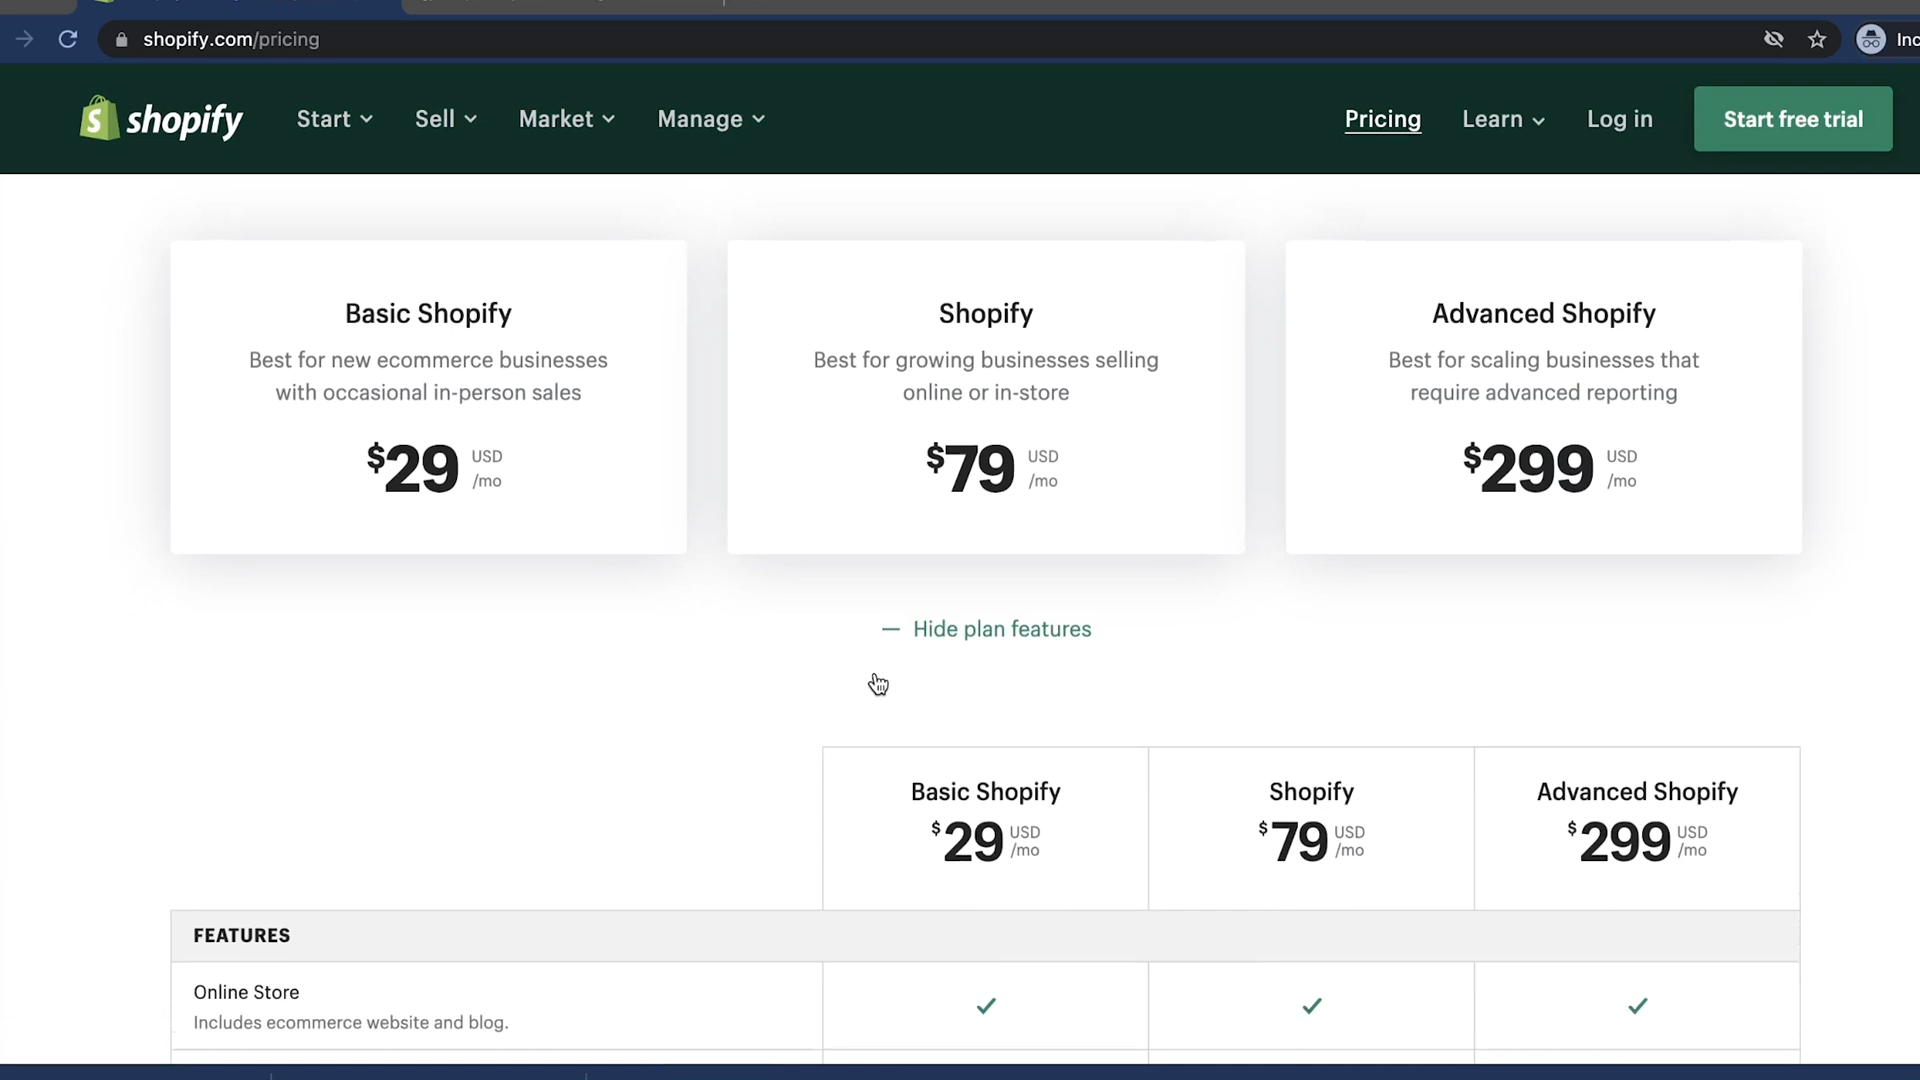 shopify.com/pricing
Inc
shopify
Start
Sell
Market
Manage
Pricing
Learn
Log in
Start free trial
Basic Shopify
Best for new ecommerce businesses
with occasional in-person sales
$29 USD /mo
Shopify
Best for growing businesses selling
online or in-store
$79 USD /mo
Advanced Shopify
Best for scaling businesses that
require advanced reporting
$299 USD /mo
— Hide plan features
Basic Shopify
$29 USD /mo
Shopify
$79 USD /mo
Advanced Shopify
$299 USD /mo
FEATURES
Online Store
Includes ecommerce website and blog.